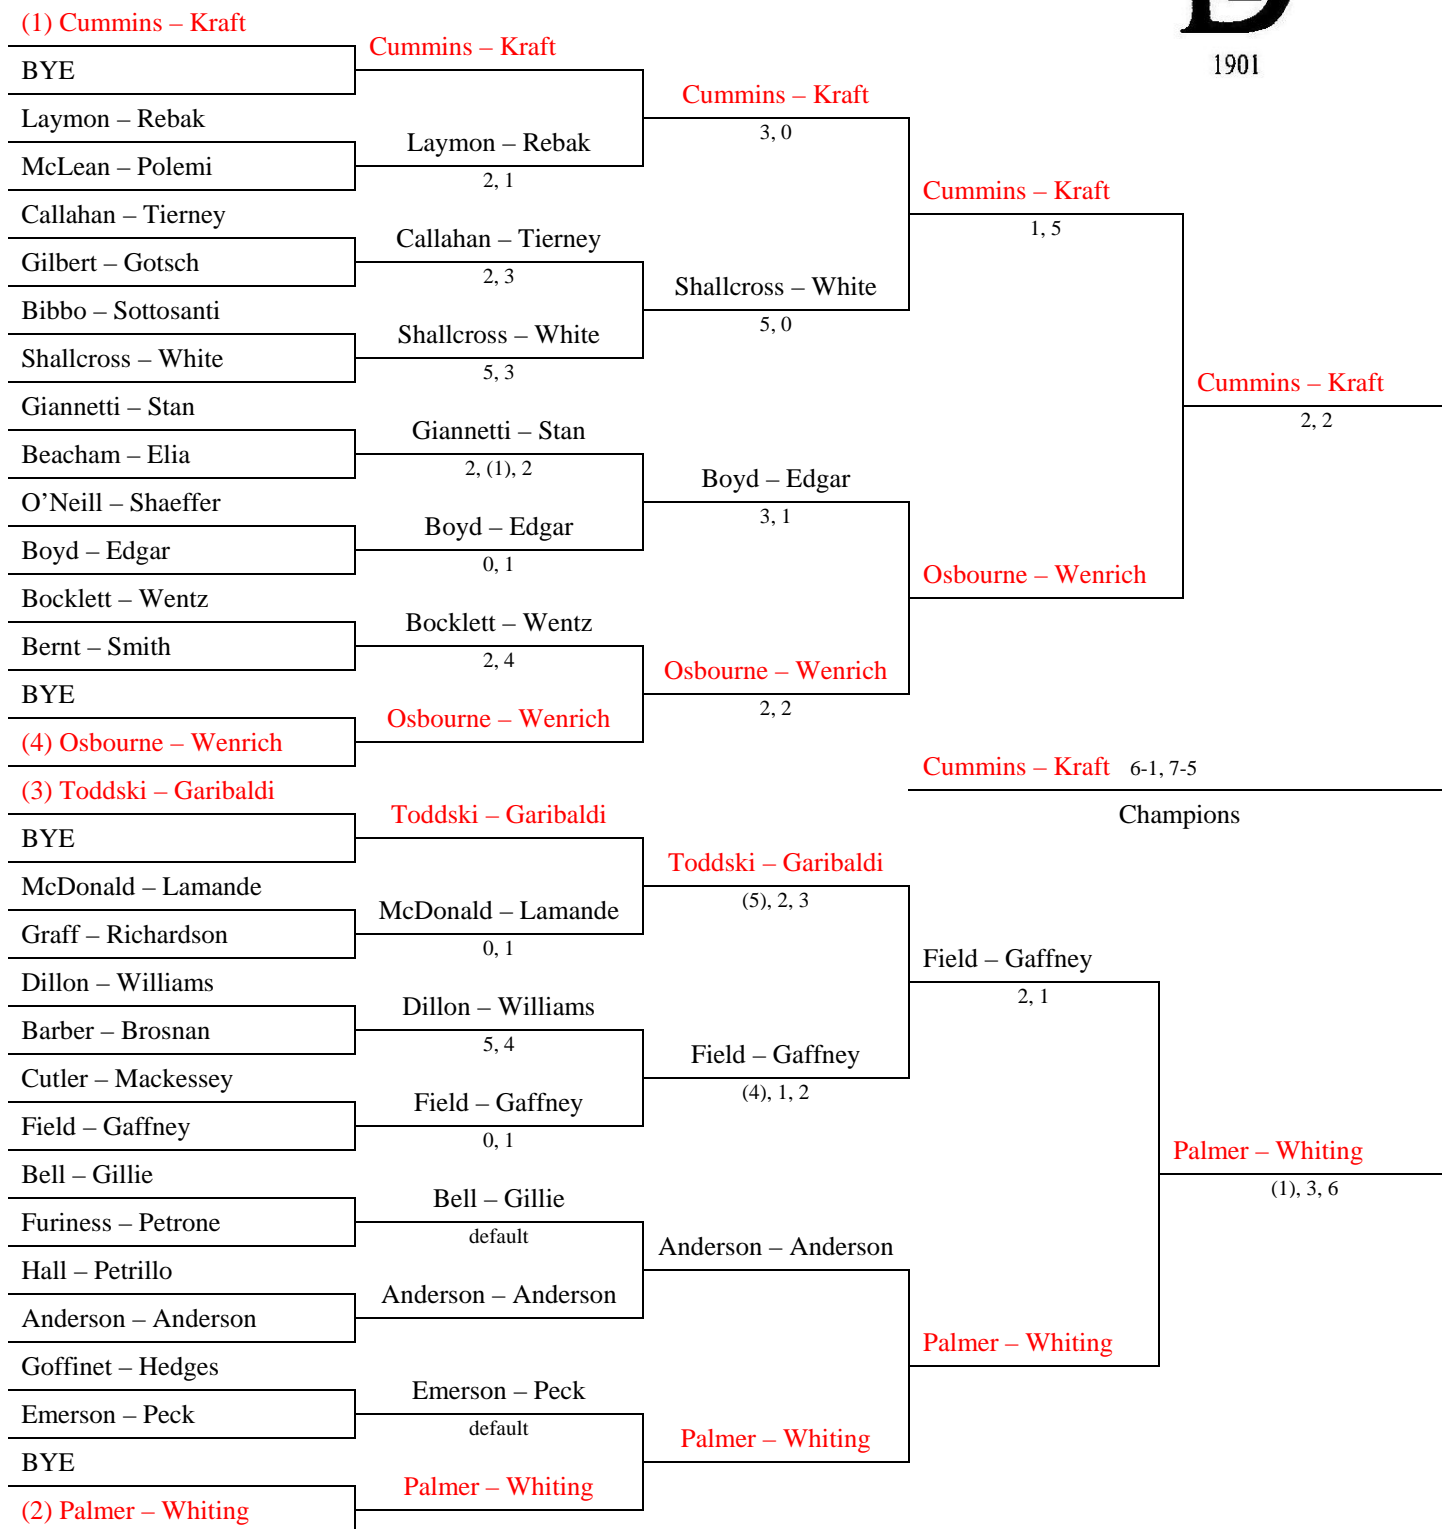 (1) Cummins – Kraft
BYE
Laymon – Rebak
McLean – Polemi
Callahan – Tierney
Gilbert – Gotsch
Bibbo – Sottosanti
Shallcross – White
Giannetti – Stan
Beacham – Elia
O’Neill – Shaeffer
Boyd – Edgar
Bocklett – Wentz
Bernt – Smith
BYE
(4) Osbourne – Wenrich
(3) Toddski – Garibaldi
BYE
McDonald – Lamande
Graff – Richardson
Dillon – Williams
Barber – Brosnan
Cutler – Mackessey
Field – Gaffney
Bell – Gillie
Furiness – Petrone
Hall – Petrillo
Anderson – Anderson
Goffinet – Hedges
Emerson – Peck
BYE
(2) Palmer – Whiting
Cummins – Kraft
Laymon – Rebak
2, 1
Callahan – Tierney
2, 3
Shallcross – White
5, 3
Giannetti – Stan
2, (1), 2
Boyd – Edgar
0, 1
Bocklett – Wentz
2, 4
Osbourne – Wenrich
Toddski – Garibaldi
McDonald – Lamande
0, 1
Dillon – Williams
5, 4
Field – Gaffney
0, 1
Bell – Gillie
default
Anderson – Anderson
Emerson – Peck
default
Palmer – Whiting
Cummins – Kraft
3, 0
Shallcross – White
5, 0
Boyd – Edgar
3, 1
Osbourne – Wenrich
2, 2
Toddski – Garibaldi
(5), 2, 3
Field – Gaffney
(4), 1, 2
Anderson – Anderson
Palmer – Whiting
Cummins – Kraft
1, 5
Osbourne – Wenrich
Field – Gaffney
2, 1
Palmer – Whiting
1901
Cummins – Kraft
2, 2
Cummins – Kraft 6-1, 7-5
Champions
Palmer – Whiting
(1), 3, 6